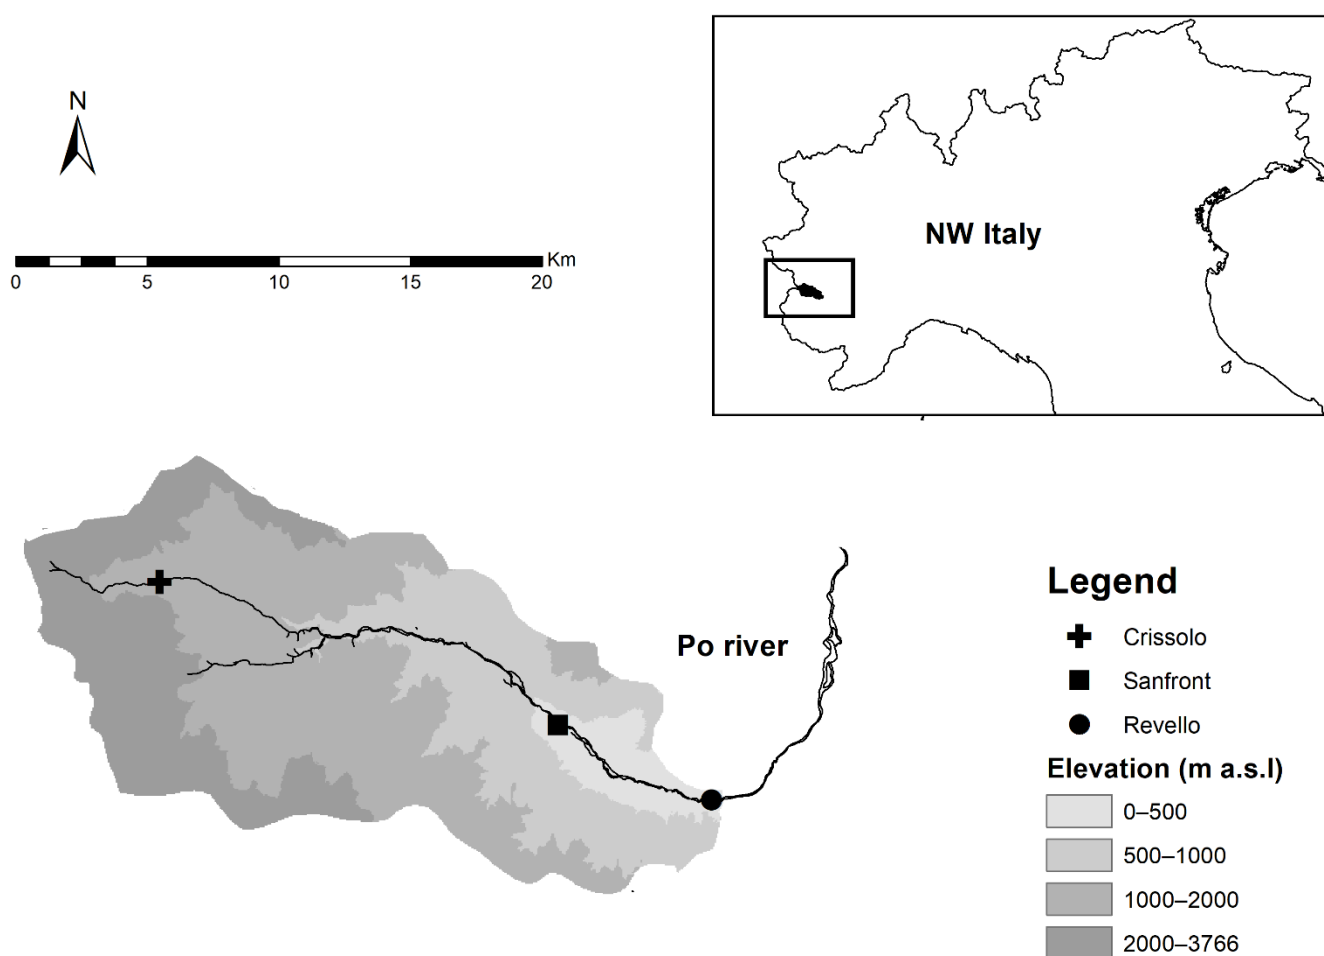 N
Km
0 5 10 15 20
NW Italy
Po river
Legend
Crissolo
Sanfront
Revello
Elevation (m a.s.l)
0–500
500–1000
1000–2000
2000–3766